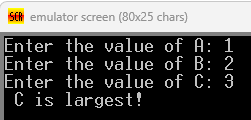 SCR emulator screen (80x25 chars)
Enter the value of A: 1
Enter the value of B: 2
Enter the value of C: 3
 C is largest!